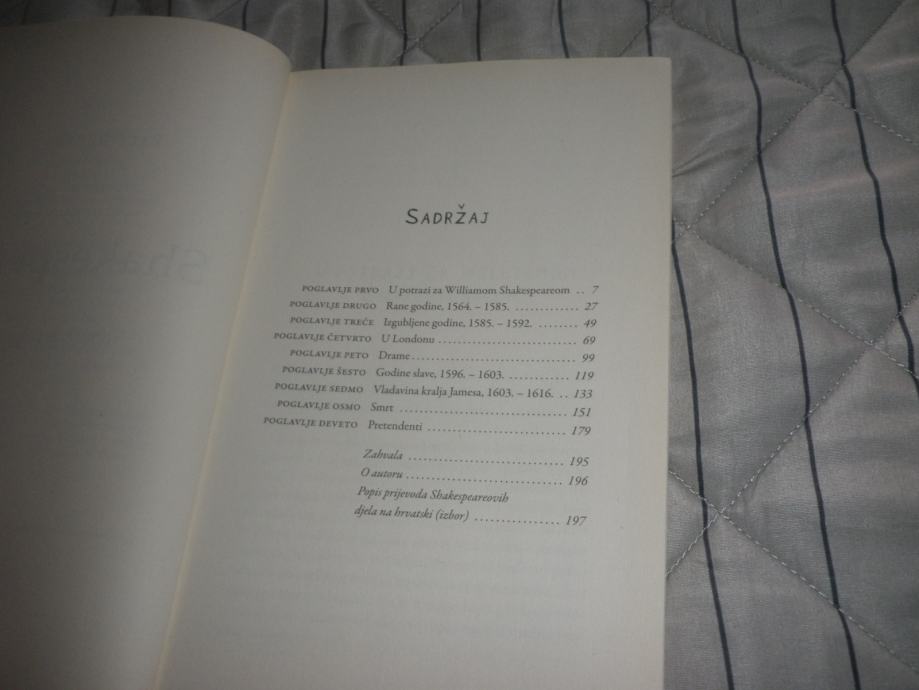 SADRŽAJ
POGLAVLJE PRVO U potrazi za Williamom Shakespeareom .. 7
POGLAVLJE DRUGO Rane godine, 1564. – 1585. ............ 27
POGLAVLJE TREĆE Izgubljene godine, 1585. – 1592. ........ 49
POGLAVLJE ČETVRTO U Londonu ............................ 69
POGLAVLJE PETO Drame ................................. 99
POGLAVLJE ŠESTO Godine slave, 1596. – 1603. ............ 119
POGLAVLJE SEDMO Vladavina kralja Jamesa, 1603. – 1616. .. 133
POGLAVLJE OSMO Smrt ................................. 151
POGLAVLJE DEVETO Pretendenti ............................ 179
Zahvala ................................ 195
O autoru ................................ 196
Popis prijevoda Shakespeareovih
djela na hrvatski (izbor) ................ 197